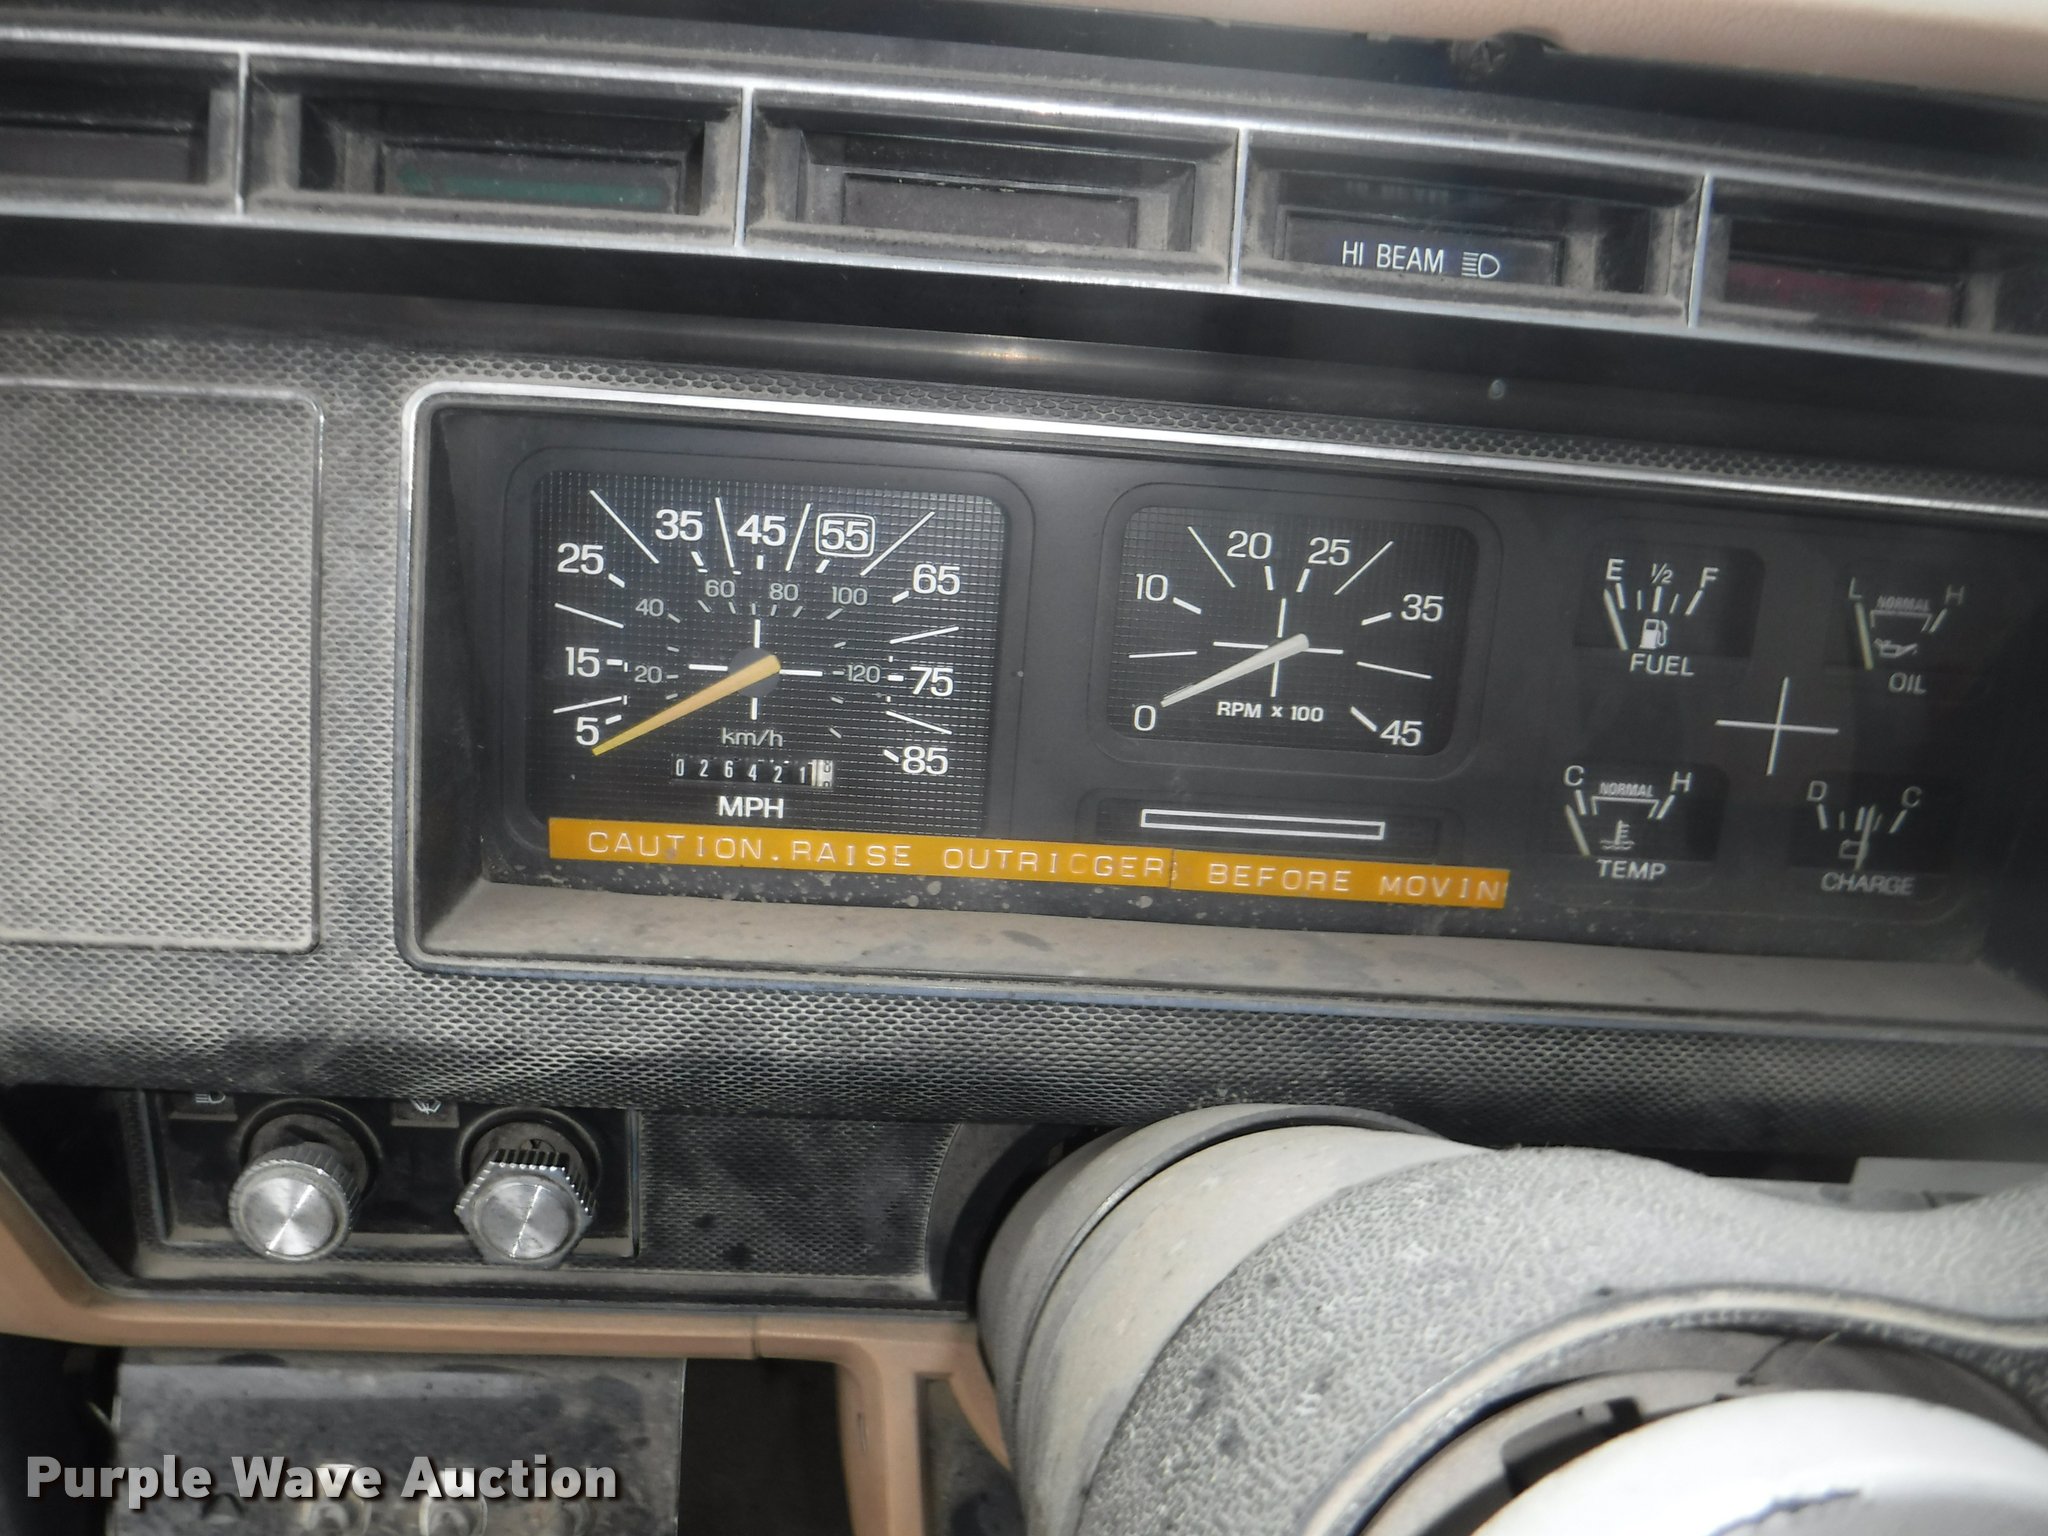 HI BEAM
5 15 25 35 45 55 65 75 85
20 40 60 80 100 120
km/h
026421
MPH
0 10 20 25 35 45
RPM x 100
E 1/2 F
FUEL
L NORMAL H
OIL
C NORMAL H
TEMP
D C
CHARGE
CAUTION.RAISE OUTRIGGERS BEFORE MOVIN
Purple Wave Auction